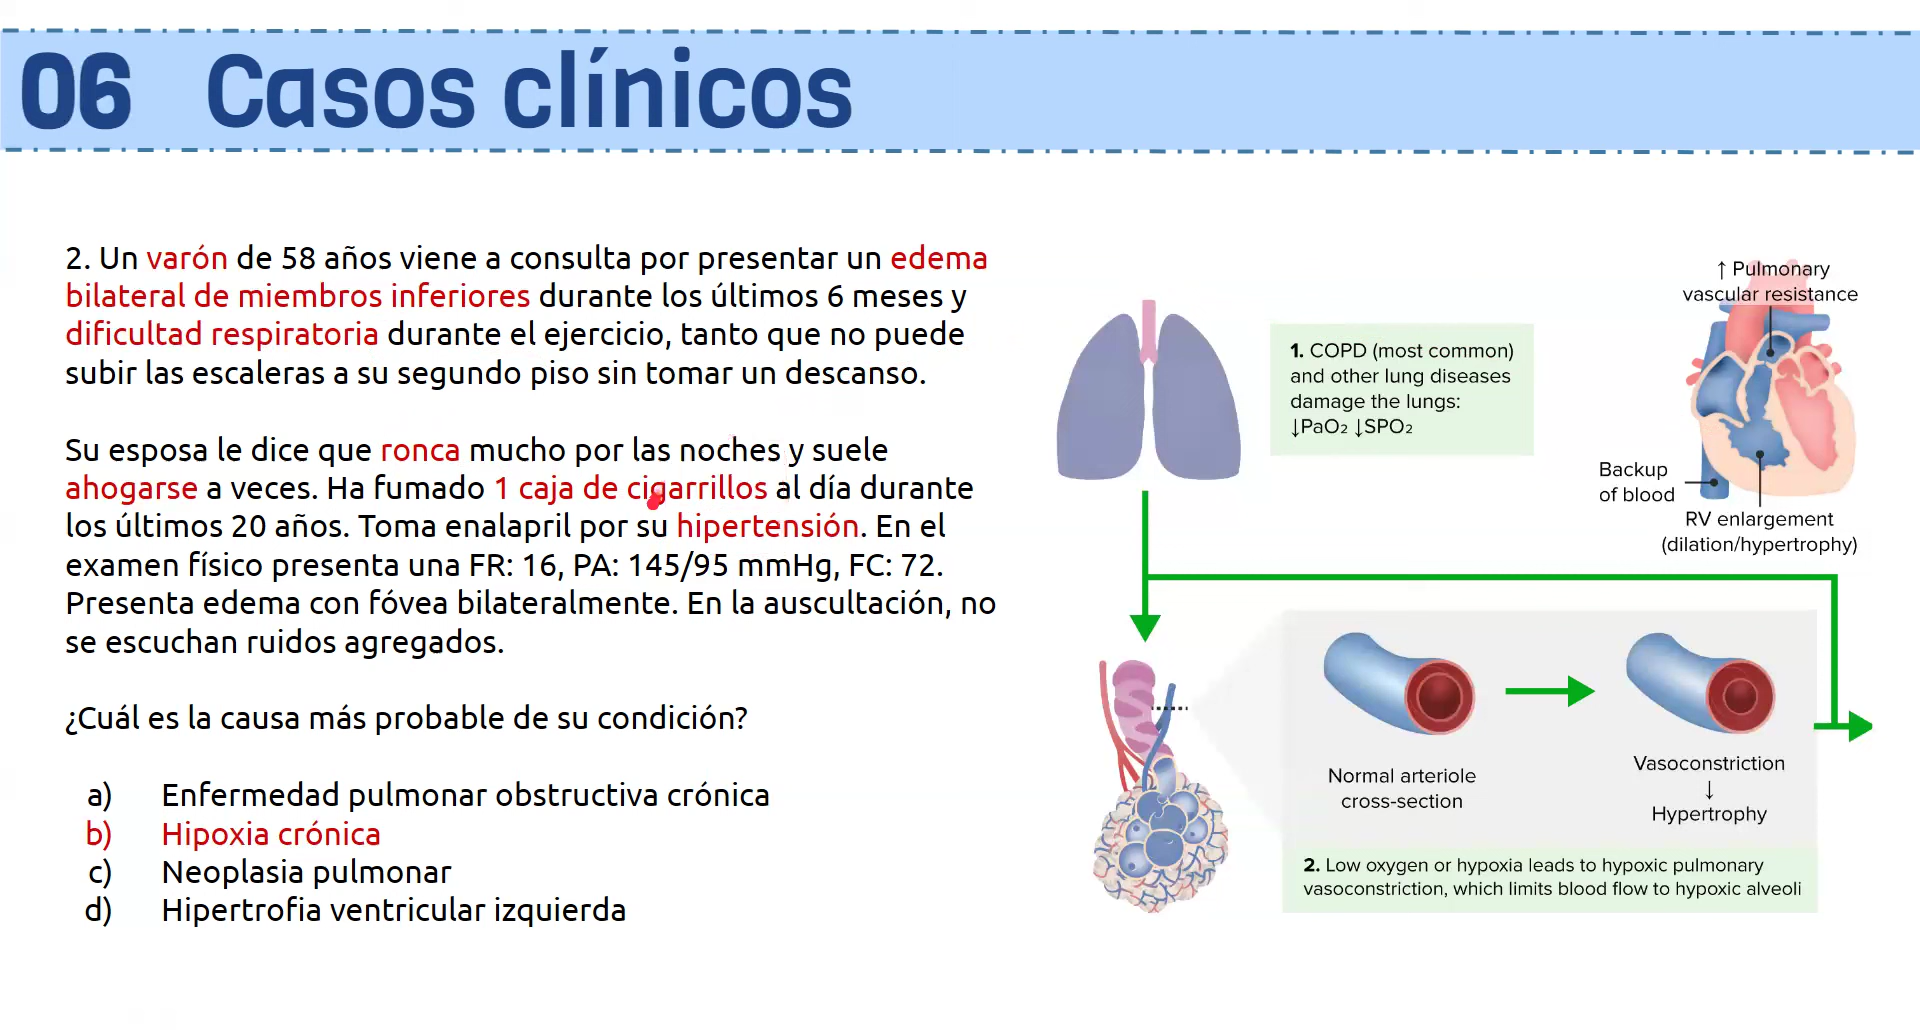 06 Casos clínicos
2. Un varón de 58 años viene a consulta por presentar un edema
bilateral de miembros inferiores durante los últimos 6 meses y
dificultad respiratoria durante el ejercicio, tanto que no puede
subir las escaleras a su segundo piso sin tomar un descanso.
Su esposa le dice que ronca mucho por las noches y suele
ahogarse a veces. Ha fumado 1 caja de cigarrillos al día durante
los últimos 20 años. Toma enalapril por su hipertensión. En el
examen físico presenta una FR: 16, PA: 145/95 mmHg, FC: 72.
Presenta edema con fóvea bilateralmente. En la auscultación, no
se escuchan ruidos agregados.
¿Cuál es la causa más probable de su condición?
a) Enfermedad pulmonar obstructiva crónica
b) Hipoxia crónica
c) Neoplasia pulmonar
d) Hipertrofia ventricular izquierda
1. COPD (most common)
and other lung diseases
damage the lungs:
↓PaO₂ ↓SPO₂
↑ Pulmonary
vascular resistance
Backup
of blood
RV enlargement
(dilation/hypertrophy)
Normal arteriole
cross-section
Vasoconstriction
↓
Hypertrophy
2. Low oxygen or hypoxia leads to hypoxic pulmonary
vasoconstriction, which limits blood flow to hypoxic alveoli